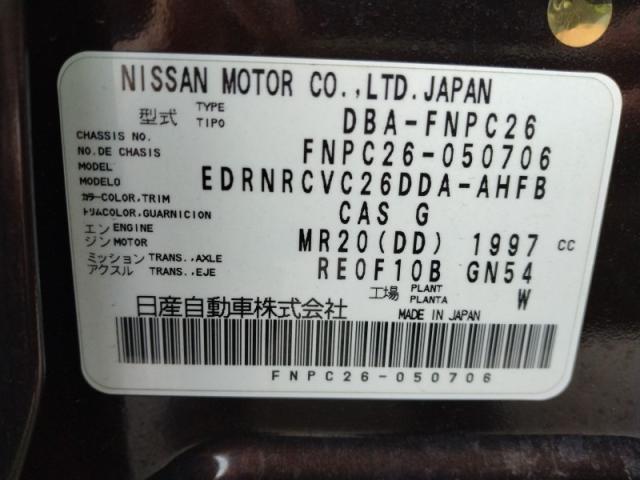 NISSAN MOTOR CO.,LTD.JAPAN
型式 TYPE TIPO DBA-FNPC26
CHASSIS NO. NO.DE CHASIS FNPC26-050706
MODEL MODELO EDRNRCVC26DDA-AHFB
カラー COLOR,TRIM トリムCOLOR,GUARNICION CAS G
エンジン ENGINE MOTOR MR20(DD) 1997 CC
ミッション TRANS.,AXLE アクスル TRANS.,EJE RE0F10B GN54
工場 PLANT PLANTA W
日産自動車株式会社 MADE IN JAPAN
FNPC26-050706